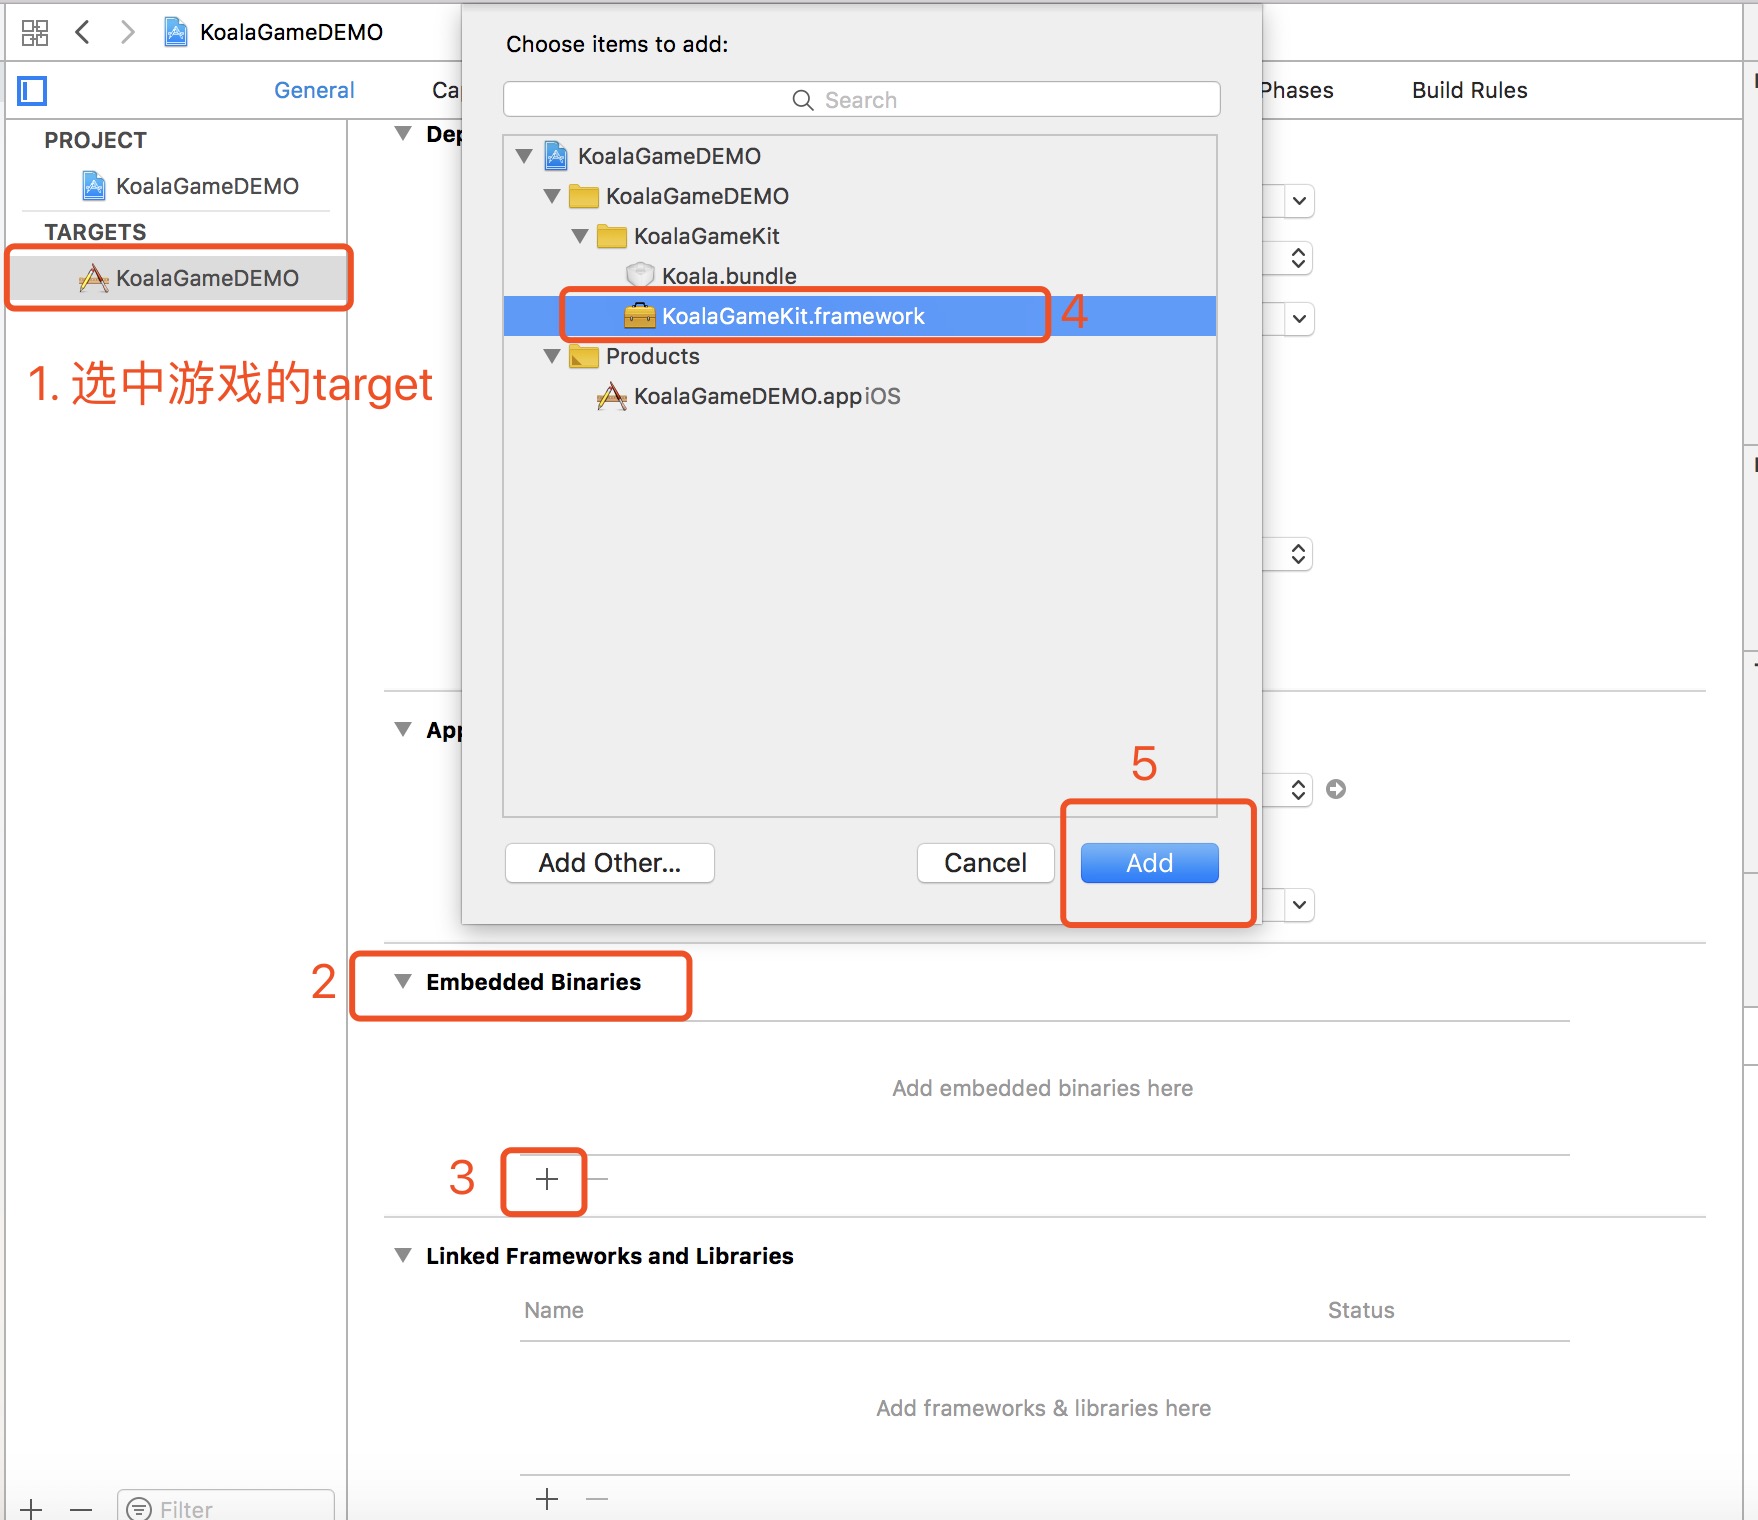 KoalaGameDEMO
Choose items to add:
General
Search
Phases
Build Rules
PROJECT
KoalaGameDEMO
TARGETS
KoalaGameDEMO
1. 选中游戏的target
KoalaGameDEMO
KoalaGameDEMO
KoalaGameKit
Koala.bundle
KoalaGameKit.framework
4
Products
KoalaGameDEMO.app iOS
5
Add Other...
Cancel
Add
2
Embedded Binaries
Add embedded binaries here
3
Linked Frameworks and Libraries
Name
Status
Add frameworks & libraries here
Filter